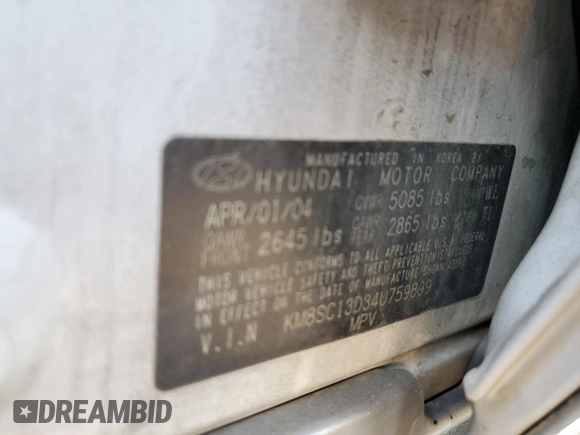 MANUFACTURED IN KOREA BY
HYUNDAI MOTOR COMPANY
APR/01/04 GVWR 5085 lbs
GAWR FRONT 2645 lbs GAWR REAR 2865 lbs
THIS VEHICLE CONFORMS TO ALL APPLICABLE U.S. FEDERAL
MOTOR VEHICLE SAFETY AND THEFT PREVENTION STANDARDS
IN EFFECT ON THE DATE OF MANUFACTURE SHOWN ABOVE.
V.I.N KM8SC13D34U759899
MPV
DREAMBID